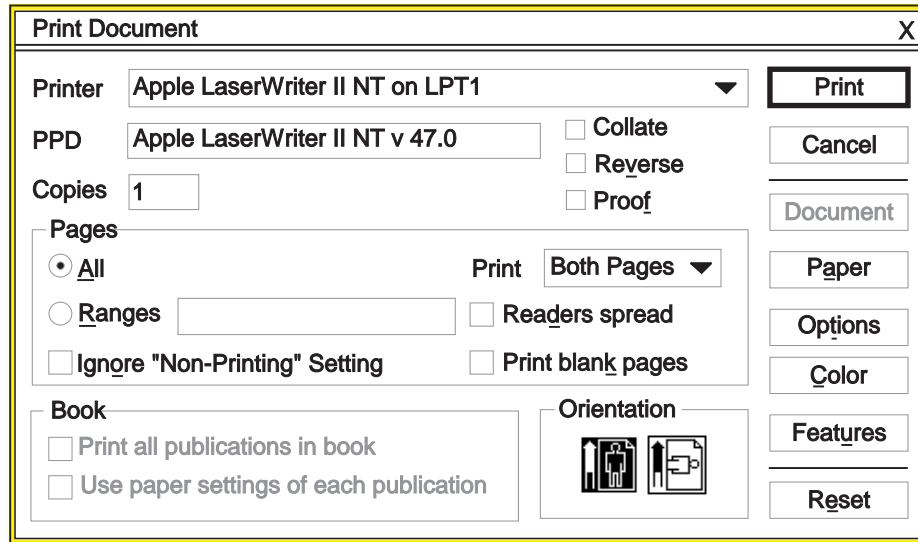 Print Document X
Printer Apple LaserWriter II NT on LPT1 Print
PPD Apple LaserWriter II NT v 47.0 Collate Cancel
Reverse
Copies 1 Proof Document
Pages
All Print Both Pages Paper
Ranges Readers spread Options
Ignore "Non-Printing" Setting Print blank pages Color
Book Orientation Features
Print all publications in book
Use paper settings of each publication Reset